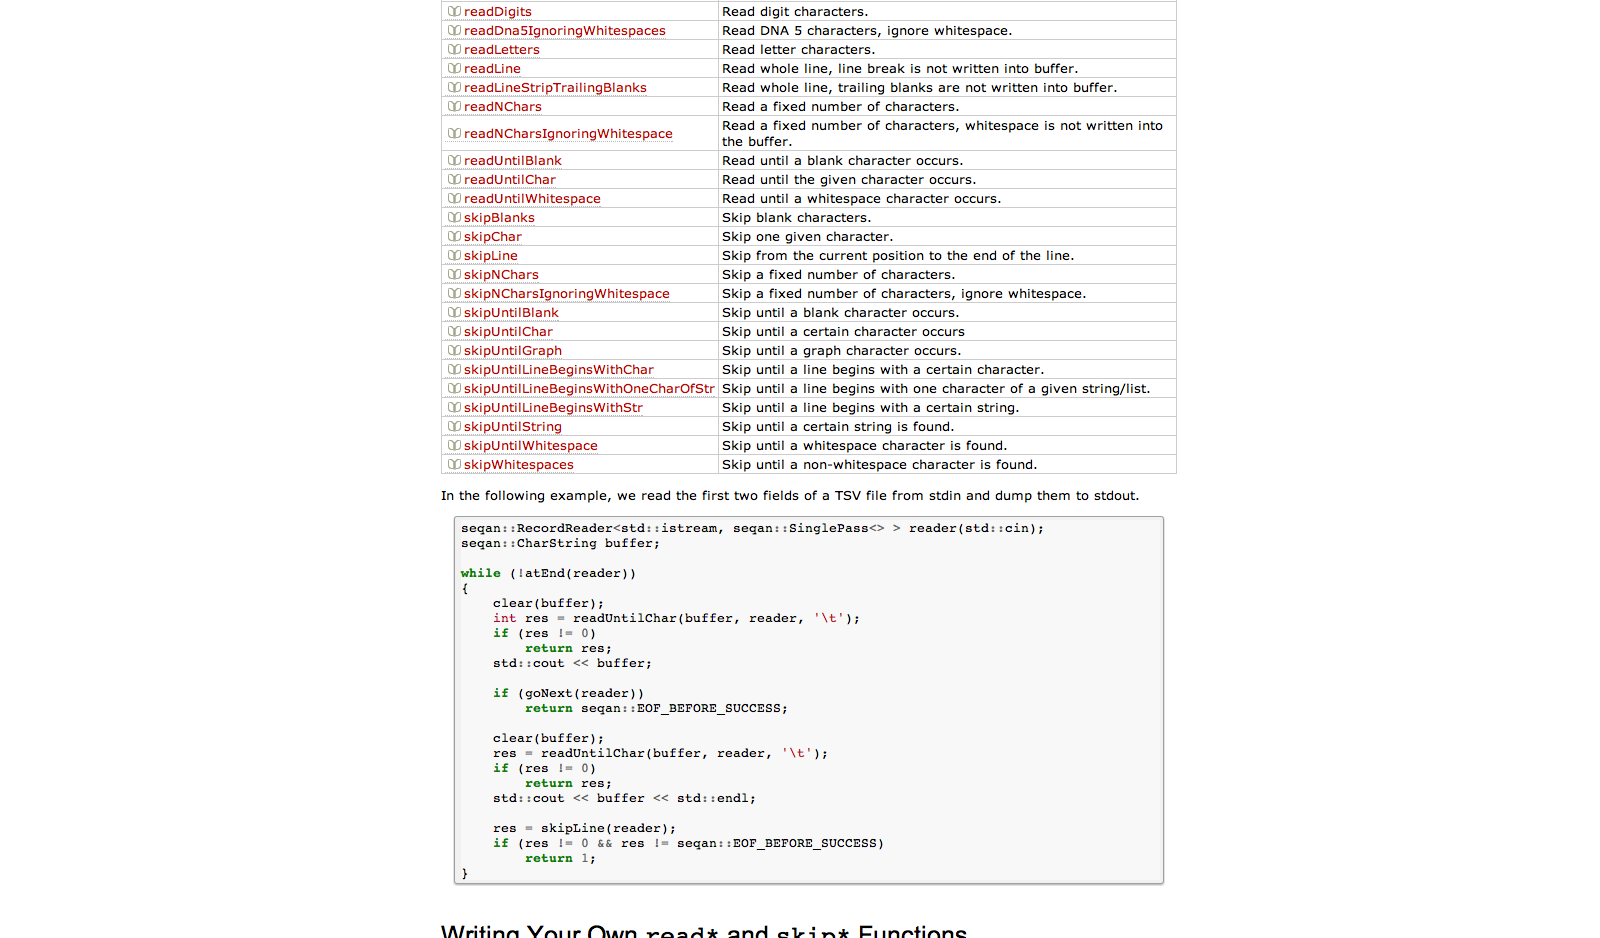 readDigits Read digit characters.
readDna5IgnoringWhitespaces Read DNA 5 characters, ignore whitespace.
readLetters Read letter characters.
readLine Read whole line, line break is not written into buffer.
readLineStripTrailingBlanks Read whole line, trailing blanks are not written into buffer.
readNChars Read a fixed number of characters.
readNCharsIgnoringWhitespace Read a fixed number of characters, whitespace is not written into
the buffer.
readUntilBlank Read until a blank character occurs.
readUntilChar Read until the given character occurs.
readUntilWhitespace Read until a whitespace character occurs.
skipBlanks Skip blank characters.
skipChar Skip one given character.
skipLine Skip from the current position to the end of the line.
skipNChars Skip a fixed number of characters.
skipNCharsIgnoringWhitespace Skip a fixed number of characters, ignore whitespace.
skipUntilBlank Skip until a blank character occurs.
skipUntilChar Skip until a certain character occurs
skipUntilGraph Skip until a graph character occurs.
skipUntilLineBeginsWithChar Skip until a line begins with a certain character.
skipUntilLineBeginsWithOneCharOfStr Skip until a line begins with one character of a given string/list.
skipUntilLineBeginsWithStr Skip until a line begins with a certain string.
skipUntilString Skip until a certain string is found.
skipUntilWhitespace Skip until a whitespace character is found.
skipWhitespaces Skip until a non-whitespace character is found.
In the following example, we read the first two fields of a TSV file from stdin and dump them to stdout.
seqan::RecordReader<std::istream, seqan::SinglePass<> > reader(std::cin);
seqan::CharString buffer;
while (!atEnd(reader))
{
    clear(buffer);
    int res = readUntilChar(buffer, reader, '\t');
    if (res != 0)
        return res;
    std::cout << buffer;
    if (goNext(reader))
        return seqan::EOF_BEFORE_SUCCESS;
    clear(buffer);
    res = readUntilChar(buffer, reader, '\t');
    if (res != 0)
        return res;
    std::cout << buffer << std::endl;
    res = skipLine(reader);
    if (res != 0 && res != seqan::EOF_BEFORE_SUCCESS)
        return 1;
}
Writing Your Own read* and skip* Functions